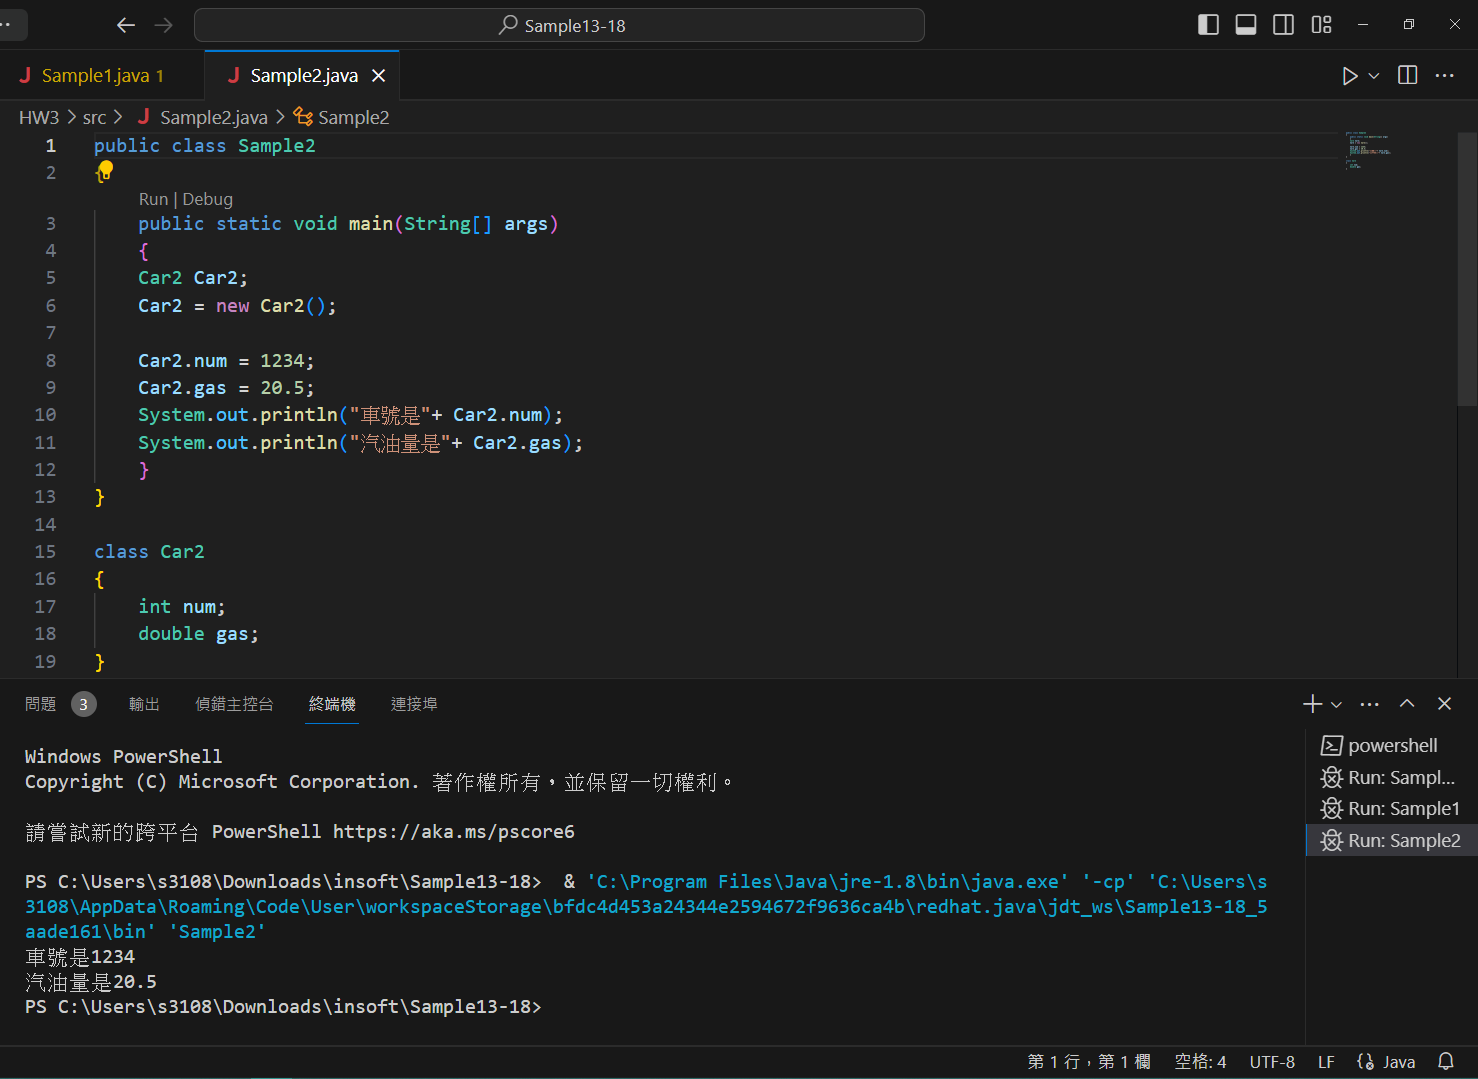 Sample13-18
Sample1.java 1
Sample2.java
HW3 > src > Sample2.java > Sample2
1 public class Sample2
2 {
Run | Debug
3 public static void main(String[] args)
4 {
5 Car2 Car2;
6 Car2 = new Car2();
7
8 Car2.num = 1234;
9 Car2.gas = 20.5;
10 System.out.println("車號是"+ Car2.num);
11 System.out.println("汽油量是"+ Car2.gas);
12 }
13 }
14
15 class Car2
16 {
17 int num;
18 double gas;
19 }
問題 3 輸出 偵錯主控台 終端機 連接埠
Windows PowerShell
Copyright (C) Microsoft Corporation. 著作權所有，並保留一切權利。
請嘗試新的跨平台 PowerShell https://aka.ms/pscore6
PS C:\Users\s3108\Downloads\insoft\Sample13-18>  & 'C:\Program Files\Java\jre-1.8\bin\java.exe' '-cp' 'C:\Users\s
3108\AppData\Roaming\Code\User\workspaceStorage\bfdc4d453a24344e2594672f9636ca4b\redhat.java\jdt_ws\Sample13-18_5
aade161\bin' 'Sample2'
車號是1234
汽油量是20.5
PS C:\Users\s3108\Downloads\insoft\Sample13-18>
powershell
Run: Sampl...
Run: Sample1
Run: Sample2
第 1 行，第 1 欄 空格: 4 UTF-8 LF {} Java